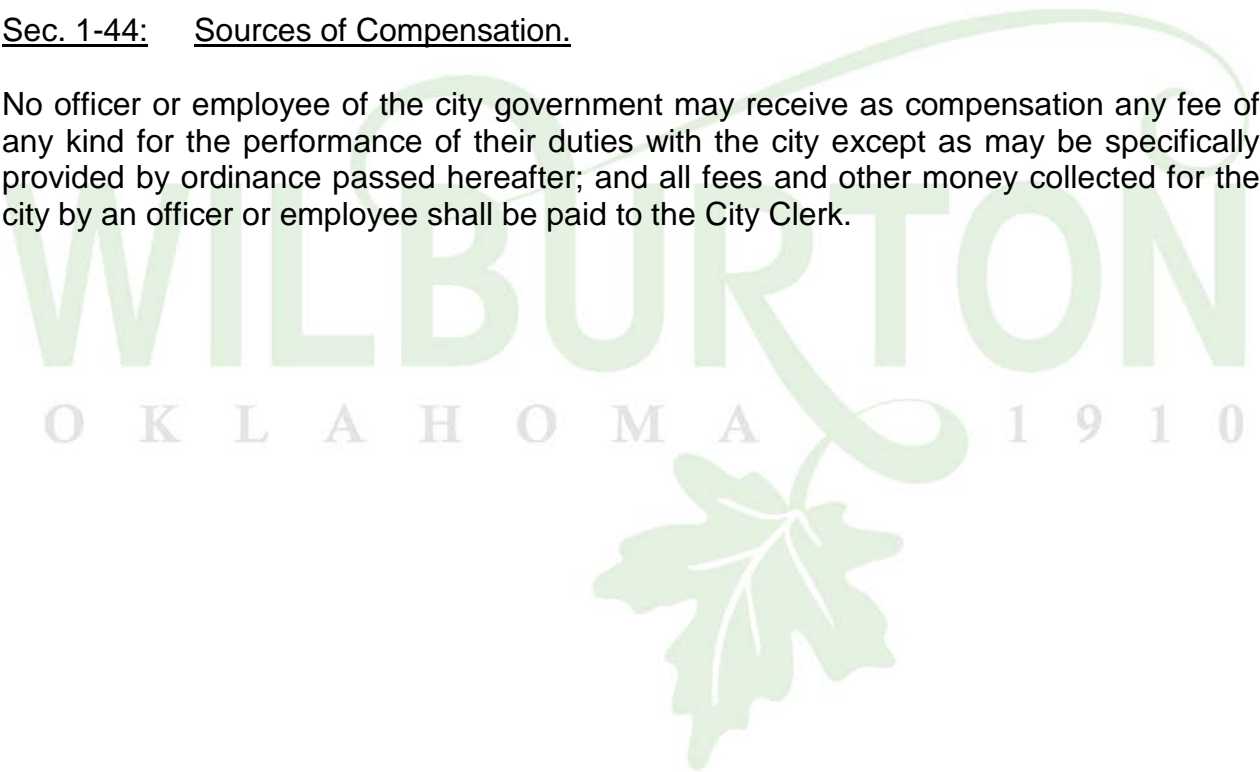 Sec. 1-44: Sources of Compensation.
No officer or employee of the city government may receive as compensation any fee of
any kind for the performance of their duties with the city except as may be specifically
provided by ordinance passed hereafter; and all fees and other money collected for the
city by an officer or employee shall be paid to the City Clerk.
WILBURTON
OKLAHOMA 1910